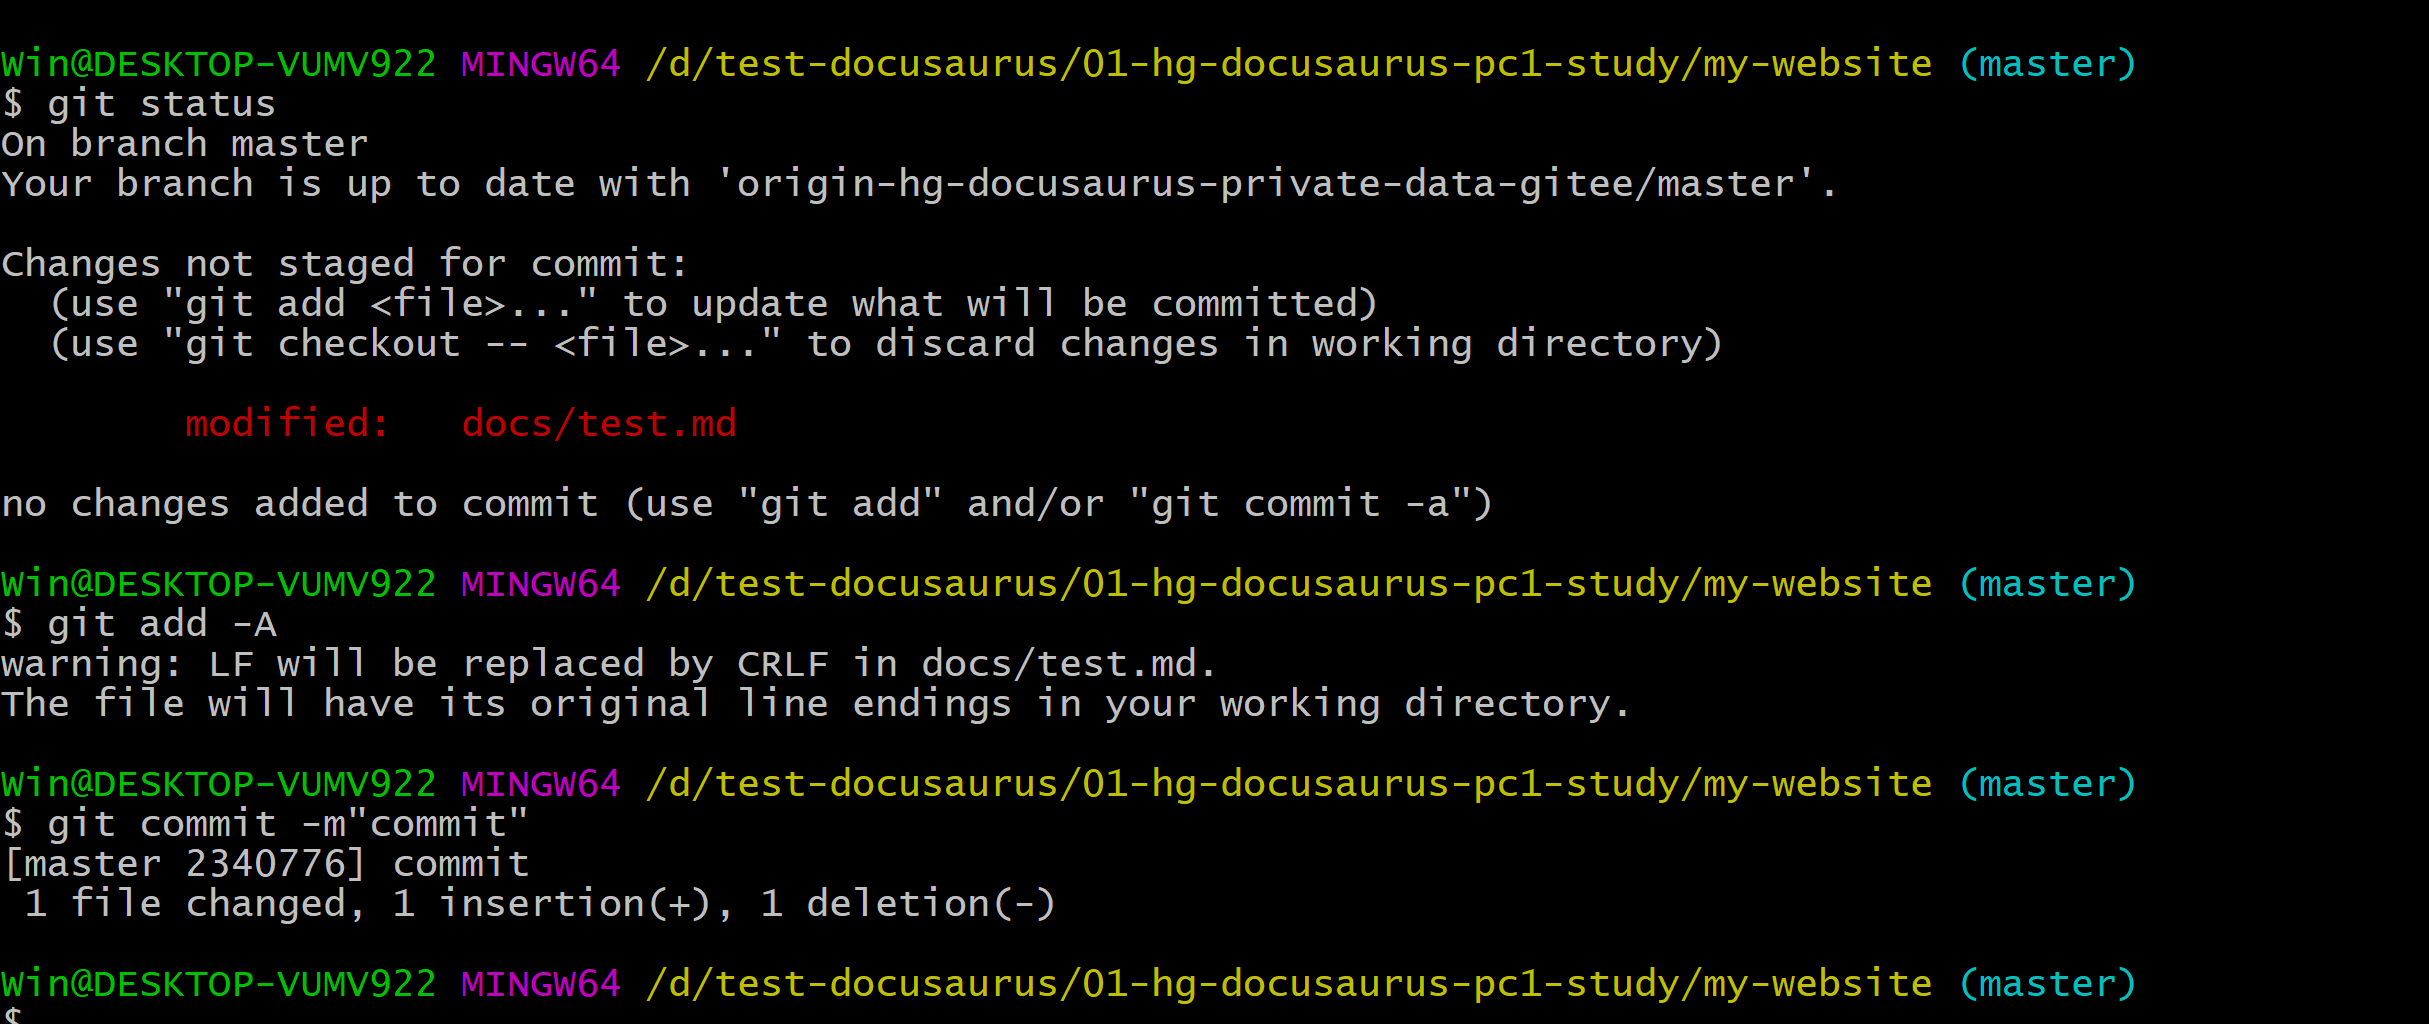 Win@DESKTOP-VUMV922 MINGW64 /d/test-docusaurus/01-hg-docusaurus-pc1-study/my-website (master)
$ git status
On branch master
Your branch is up to date with 'origin-hg-docusaurus-private-data-gitee/master'.
Changes not staged for commit:
  (use "git add <file>..." to update what will be committed)
  (use "git checkout -- <file>..." to discard changes in working directory)
        modified:   docs/test.md
no changes added to commit (use "git add" and/or "git commit -a")
Win@DESKTOP-VUMV922 MINGW64 /d/test-docusaurus/01-hg-docusaurus-pc1-study/my-website (master)
$ git add -A
warning: LF will be replaced by CRLF in docs/test.md.
The file will have its original line endings in your working directory.
Win@DESKTOP-VUMV922 MINGW64 /d/test-docusaurus/01-hg-docusaurus-pc1-study/my-website (master)
$ git commit -m"commit"
[master 2340776] commit
 1 file changed, 1 insertion(+), 1 deletion(-)
Win@DESKTOP-VUMV922 MINGW64 /d/test-docusaurus/01-hg-docusaurus-pc1-study/my-website (master)
$